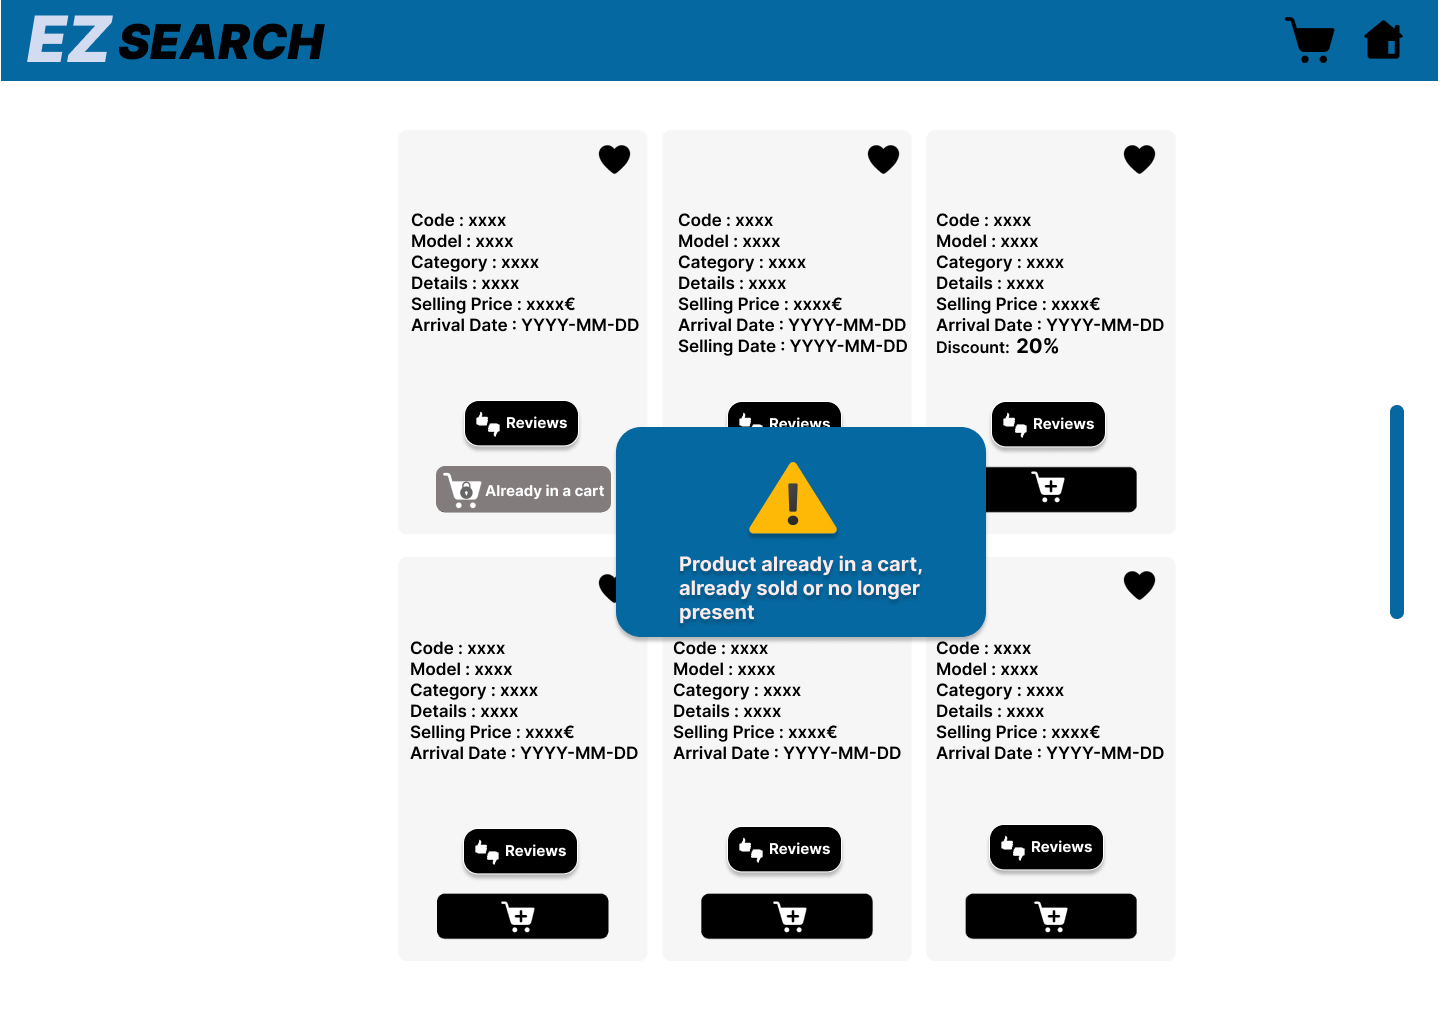 EZ SEARCH
Code : xxxx
Model : xxxx
Category : xxxx
Details : xxxx
Selling Price : xxxx€
Arrival Date : YYYY-MM-DD
Reviews
Already in a cart
Code : xxxx
Model : xxxx
Category : xxxx
Details : xxxx
Selling Price : xxxx€
Arrival Date : YYYY-MM-DD
Selling Date : YYYY-MM-DD
Reviews
Code : xxxx
Model : xxxx
Category : xxxx
Details : xxxx
Selling Price : xxxx€
Arrival Date : YYYY-MM-DD
Discount: 20%
Reviews
Product already in a cart,
already sold or no longer
present
Code : xxxx
Model : xxxx
Category : xxxx
Details : xxxx
Selling Price : xxxx€
Arrival Date : YYYY-MM-DD
Reviews
Code : xxxx
Model : xxxx
Category : xxxx
Details : xxxx
Selling Price : xxxx€
Arrival Date : YYYY-MM-DD
Reviews
Code : xxxx
Model : xxxx
Category : xxxx
Details : xxxx
Selling Price : xxxx€
Arrival Date : YYYY-MM-DD
Reviews